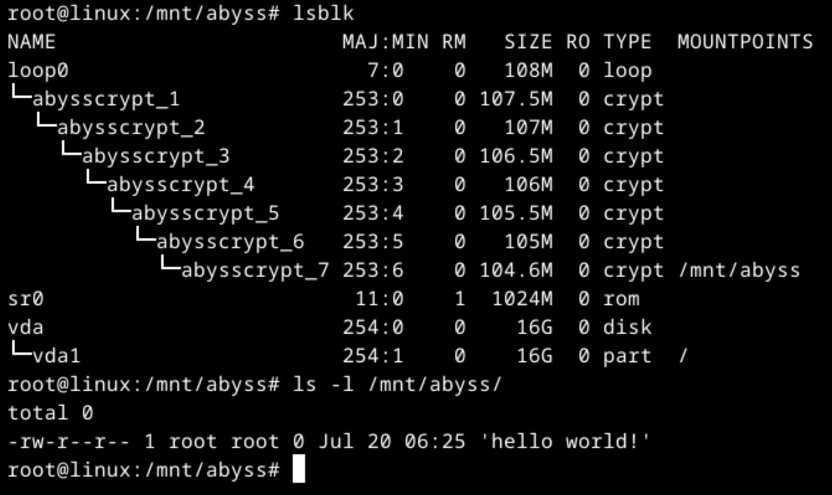 root@linux:/mnt/abyss# lsblk
NAME                       MAJ:MIN RM   SIZE RO TYPE  MOUNTPOINTS
loop0                        7:0    0   108M  0 loop
└─abysscrypt_1             253:0    0 107.5M  0 crypt
  └─abysscrypt_2           253:1    0   107M  0 crypt
    └─abysscrypt_3         253:2    0 106.5M  0 crypt
      └─abysscrypt_4       253:3    0   106M  0 crypt
        └─abysscrypt_5     253:4    0 105.5M  0 crypt
          └─abysscrypt_6   253:5    0   105M  0 crypt
            └─abysscrypt_7 253:6    0 104.6M  0 crypt /mnt/abyss
sr0                         11:0    1  1024M  0 rom
vda                        254:0    0    16G  0 disk
└─vda1                     254:1    0    16G  0 part  /
root@linux:/mnt/abyss# ls -l /mnt/abyss/
total 0
-rw-r--r-- 1 root root 0 Jul 20 06:25 'hello world!'
root@linux:/mnt/abyss#